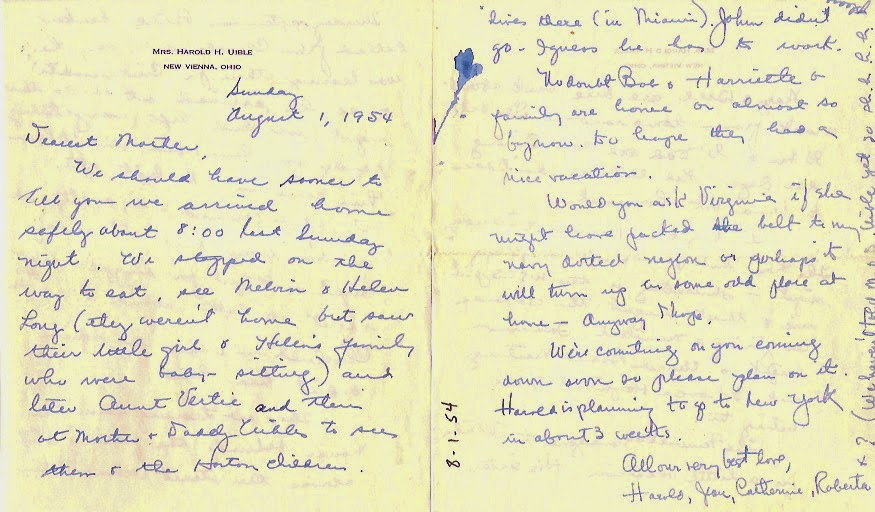 MRS. HAROLD H. UIBLE
NEW VIENNA, OHIO
Sunday
August 1, 1954
Dearest Mother,
We should have sooner to
tell you we arrived home
safely about 8:00 last Sunday
night. We stopped on the
way to eat, see Melvin & Helen
Long (they weren't home but saw
their little girl & Helen's family
who were baby-sitting) and
later Aunt Vertie and then
at Mother & Daddy Uible's to see
them & the Horton children.
lives there (in Miami). John didn't
go - I guess he has to work.
No doubt Bob & Harriette &
family are home or almost so
by now. Do hope they had a
nice vacation.
Would you ask Virginia if she
might have packed the belt to my
navy dotted nylon or perhaps it
will turn up in some odd place at
home - Anyway I hope.
We're counting on you coming
down soon so please plan on it.
Harold is planning to go to New York
in about 3 weeks.
All our very best love,
Harold, Jean, Catherine, Roberta
& ? (We haven't told M & D Uible yet so sh.
8-1-54